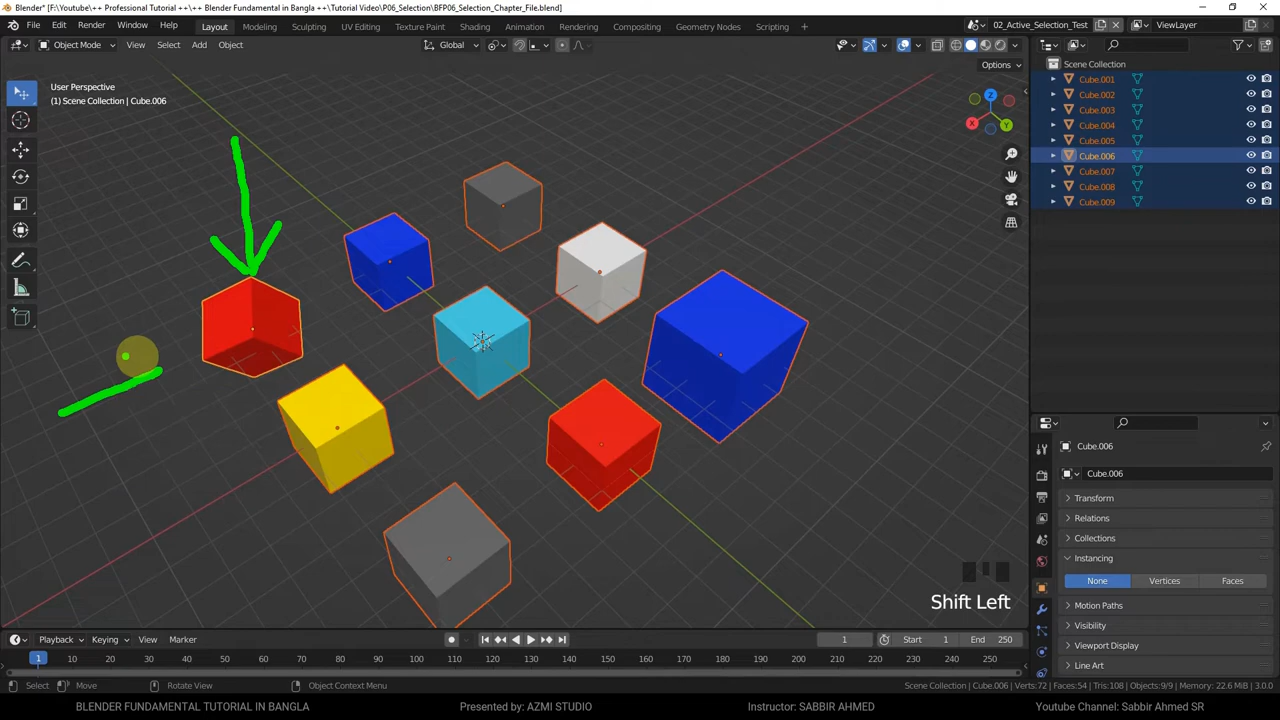 Blender* [F:\Youtube\++ Professional Tutorial ++\++ Blender Fundamental in Bangla ++\Tutorial Video\P06_Selection\BFP06_Selection_Chapter_File.blend]
File Edit Render Window Help Layout Modeling Sculpting UV Editing Texture Paint Shading Animation Rendering Compositing Geometry Nodes Scripting + 02_Active_Selection_Test ViewLayer
Object Mode View Select Add Object Global
Options
User Perspective
(1) Scene Collection | Cube.006
Z
X Y
Scene Collection
Cube.001
Cube.002
Cube.003
Cube.004
Cube.005
Cube.006
Cube.007
Cube.008
Cube.009
Cube.006
Cube.006
Transform
Relations
Collections
Instancing
None Vertices Faces
Motion Paths
Visibility
Viewport Display
Line Art
Shift Left
Playback Keying View Marker 1 Start 1 End 250
1 10 20 30 40 50 60 70 80 90 100 110 120 130 140 150 160 170 180 190 200 210 220 230 240 250
Select Move Rotate View Object Context Menu Scene Collection | Cube.006 | Verts:72 | Faces:54 | Tris:108 | Objects:9/9 | Memory: 22.6 MiB | 3.0.0
BLENDER FUNDAMENTAL TUTORIAL IN BANGLA Presented by: AZMI STUDIO Instructor: SABBIR AHMED Youtube Channel: Sabbir Ahmed SR